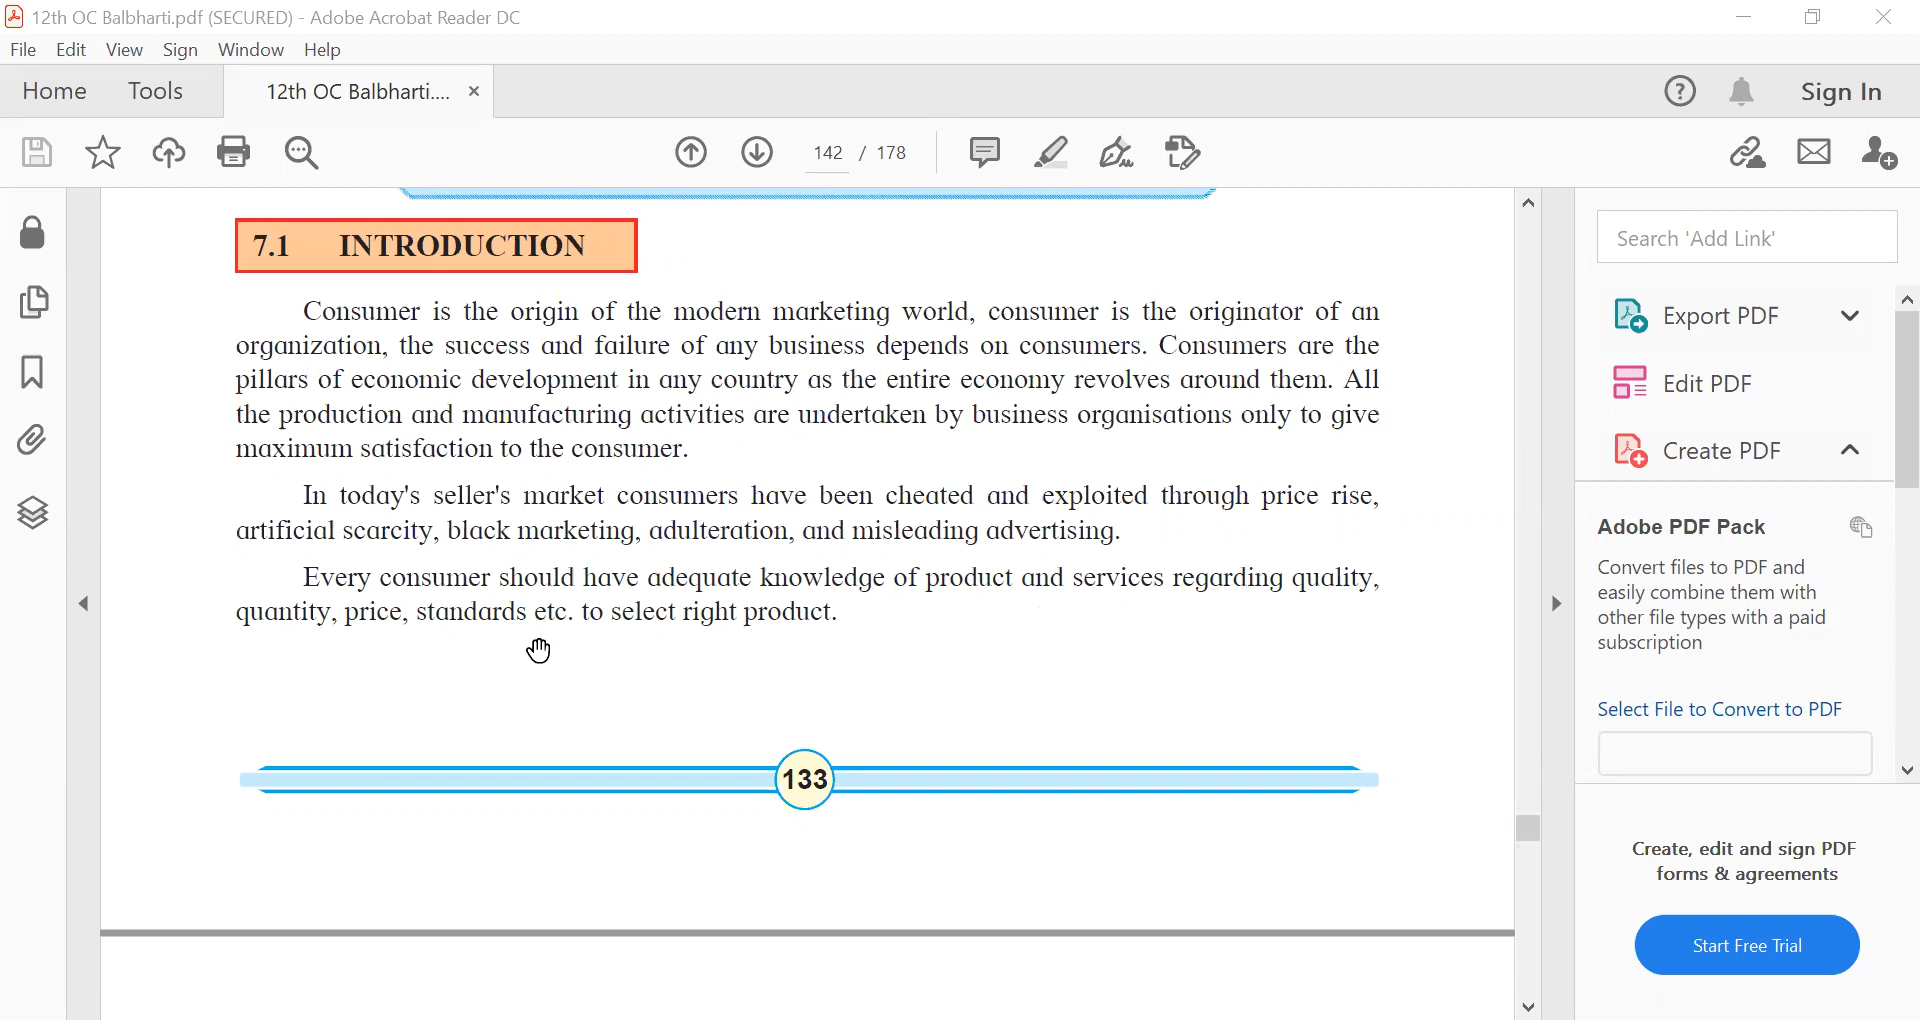 12th OC Balbharti.pdf (SECURED) - Adobe Acrobat Reader DC
File Edit View Sign Window Help
Home Tools 12th OC Balbharti.... Sign In
142 / 178
7.1 INTRODUCTION
Consumer is the origin of the modern marketing world, consumer is the originator of an
organization, the success and failure of any business depends on consumers. Consumers are the
pillars of economic development in any country as the entire economy revolves around them. All
the production and manufacturing activities are undertaken by business organisations only to give
maximum satisfaction to the consumer.
In today's seller's market consumers have been cheated and exploited through price rise,
artificial scarcity, black marketing, adulteration, and misleading advertising.
Every consumer should have adequate knowledge of product and services regarding quality,
quantity, price, standards etc. to select right product.
133
Search 'Add Link'
Export PDF
Edit PDF
Create PDF
Adobe PDF Pack
Convert files to PDF and
easily combine them with
other file types with a paid
subscription
Select File to Convert to PDF
Create, edit and sign PDF
forms & agreements
Start Free Trial